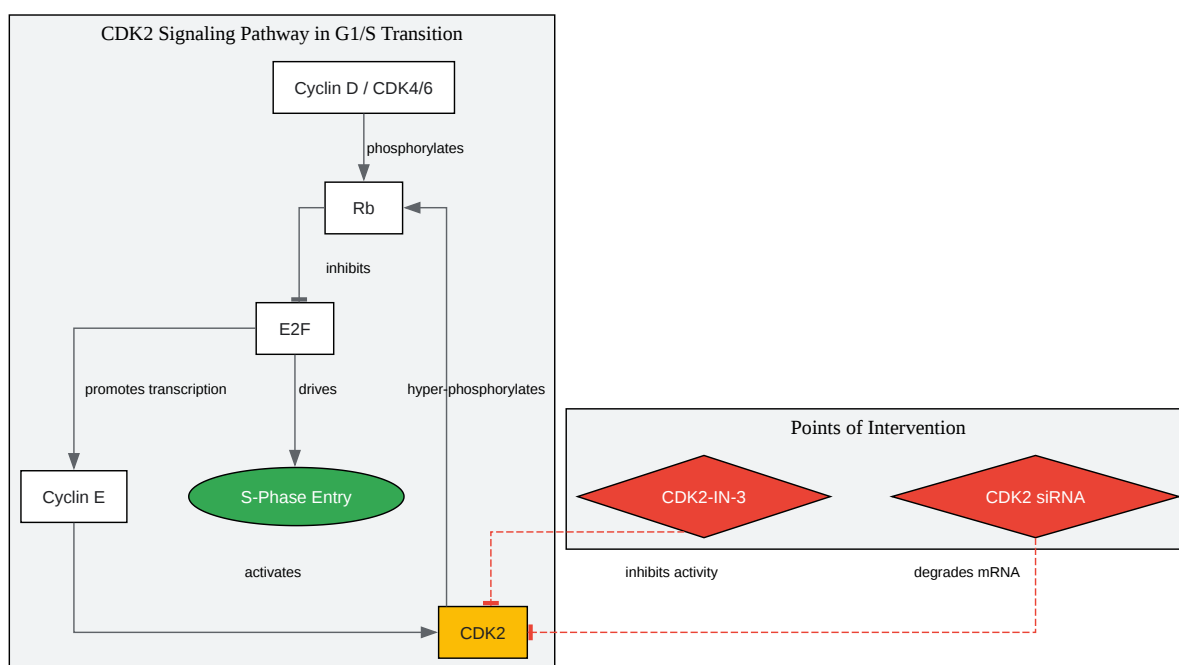 CDK2 Signaling Pathway in G1/S Transition
Cyclin D / CDK4/6
phosphorylates
Rb
inhibits
E2F
promotes transcription
drives
hyper-phosphorylates
Points of Intervention
Cyclin E
S-Phase Entry
CDK2-IN-3
CDK2 siRNA
activates
inhibits activity
degrades mRNA
CDK2